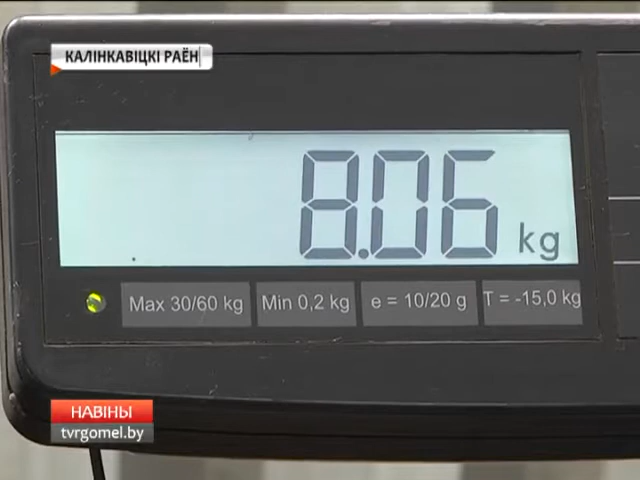 КАЛІНКАВІЦКІ РАЁН
8.06 kg
Max 30/60 kg Min 0,2 kg e = 10/20 g T = -15,0 kg
НАВІНЫ
tvrgomel.by